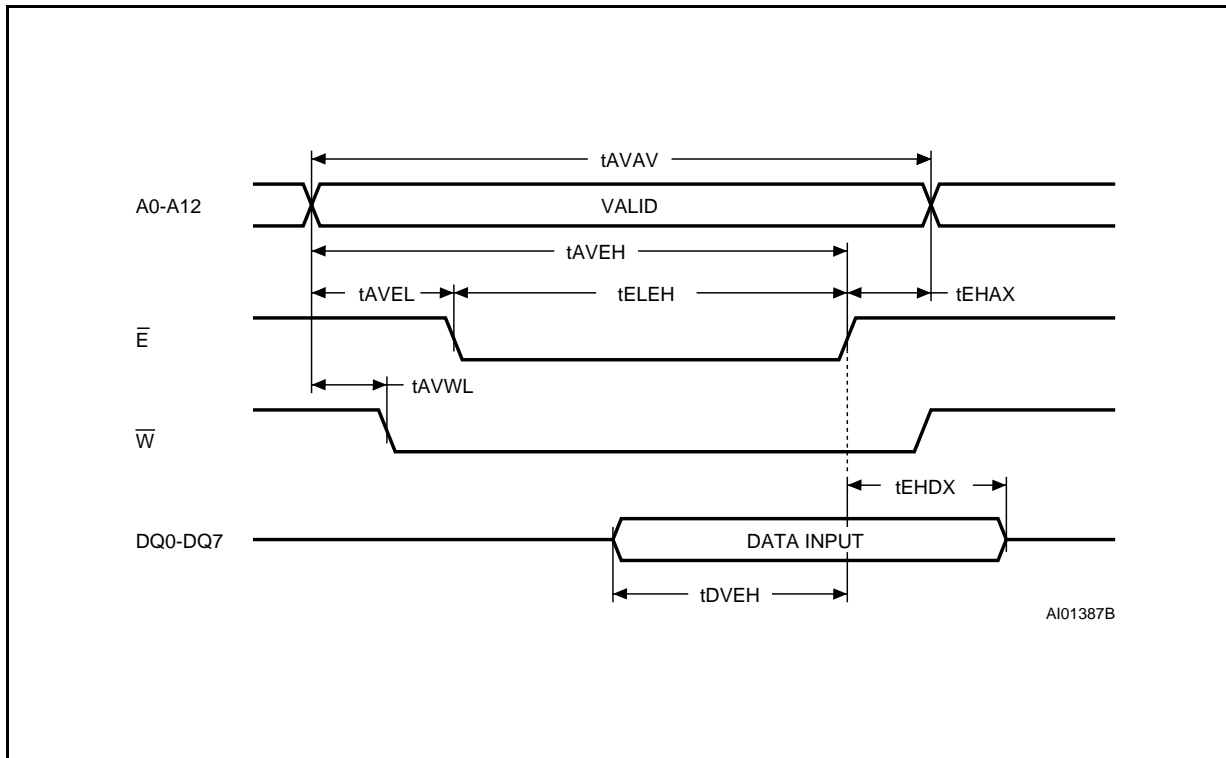 tAVAV
A0-A12
VALID
tAVEH
tAVEL
tELEH
tEHAX
E̅
tAVWL
W̅
tEHDX
DQ0-DQ7
DATA INPUT
tDVEH
AI01387B